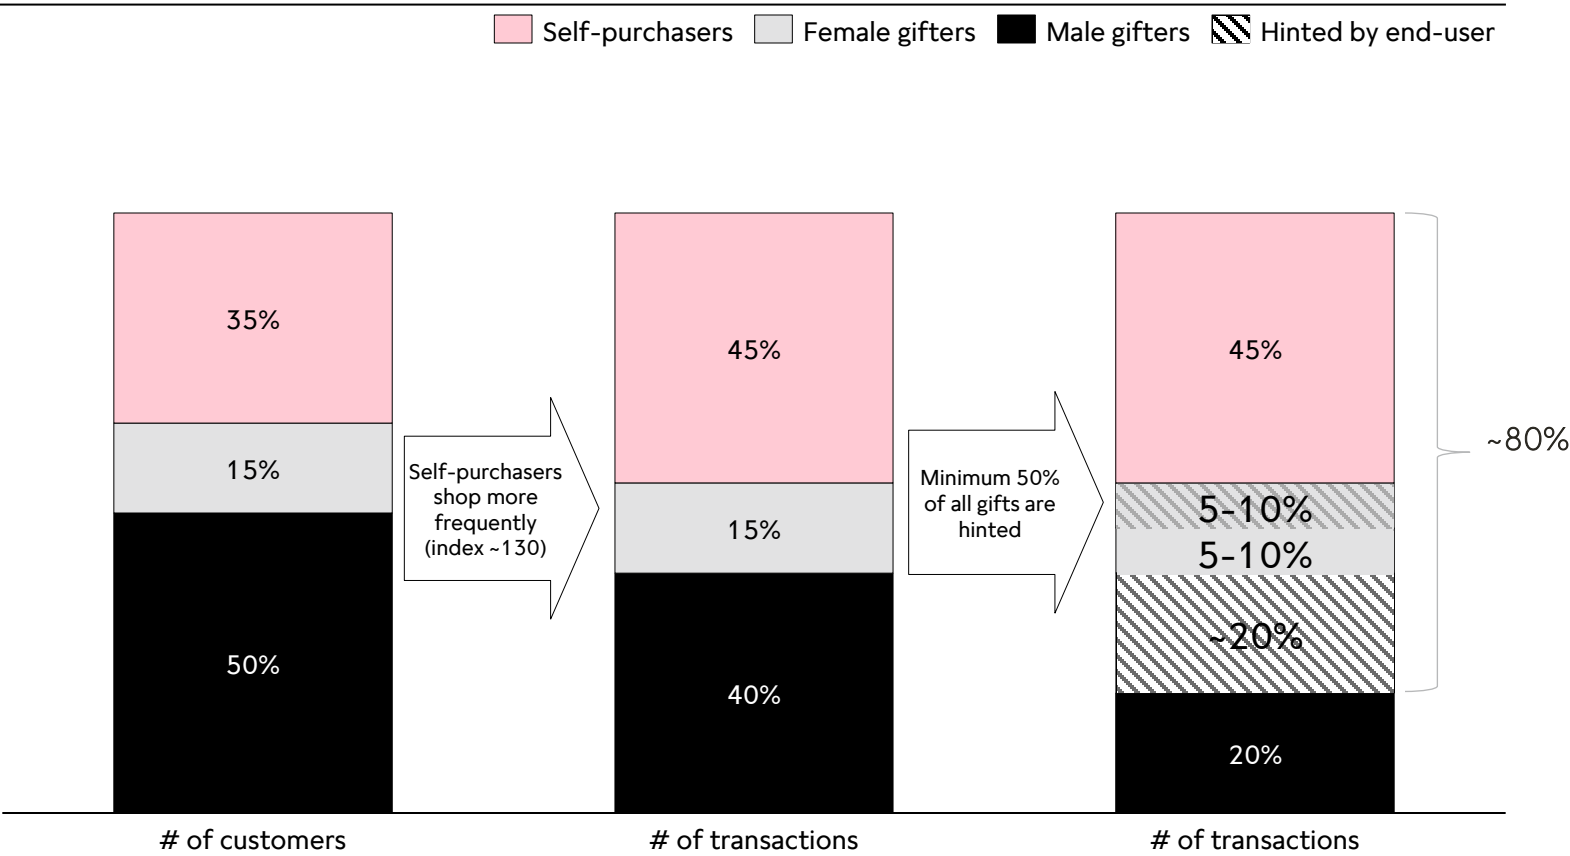 Self-purchasers
Female gifters
Male gifters
Hinted by end-user
35%
15%
50%
# of customers
Self-purchasers
shop more
frequently
(index ~130)
45%
15%
40%
# of transactions
Minimum 50%
of all gifts are
hinted
45%
5-10%
5-10%
~20%
20%
# of transactions
~80%